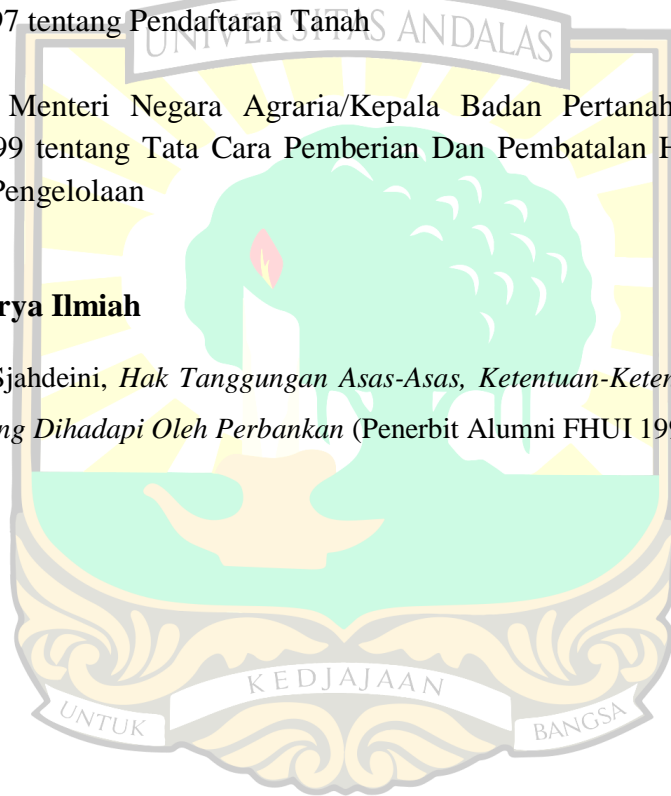 97 tentang Pendaftaran Tanah
UNIVERSITAS ANDALAS
Menteri Negara Agraria/Kepala Badan Pertanah
99 tentang Tata Cara Pemberian Dan Pembatalan H
Pengelolaan
rya Ilmiah
Sjahdeini, Hak Tanggungan Asas-Asas, Ketentuan-Keten
ng Dihadapi Oleh Perbankan (Penerbit Alumni FHUI 199
KEDJAJAAN
UNTUK
BANGSA